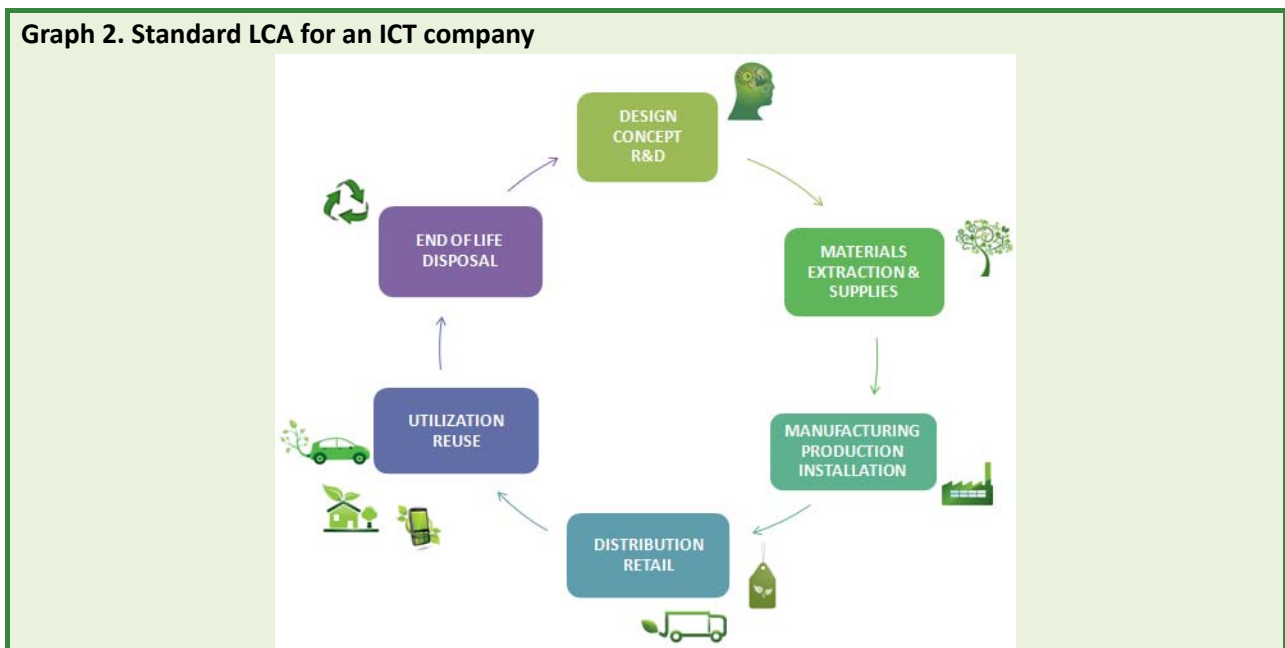 Graph 2. Standard LCA for an ICT company
DESIGN
CONCEPT
R&D
MATERIALS
EXTRACTION &
SUPPLIES
MANUFACTURING
PRODUCTION
INSTALLATION
DISTRIBUTION
RETAIL
UTILIZATION
REUSE
END OF LIFE
DISPOSAL